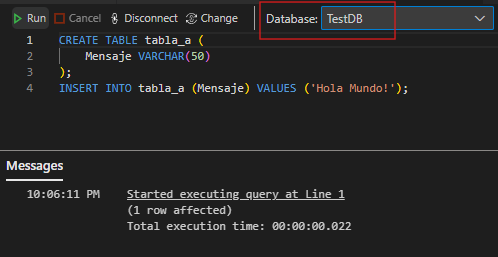 Run Cancel Disconnect Change Database: TestDB
1 CREATE TABLE tabla_a (
2 Mensaje VARCHAR(50)
3 );
4 INSERT INTO tabla_a (Mensaje) VALUES ('Hola Mundo!');
Messages
10:06:11 PM Started executing query at Line 1
(1 row affected)
Total execution time: 00:00:00.022